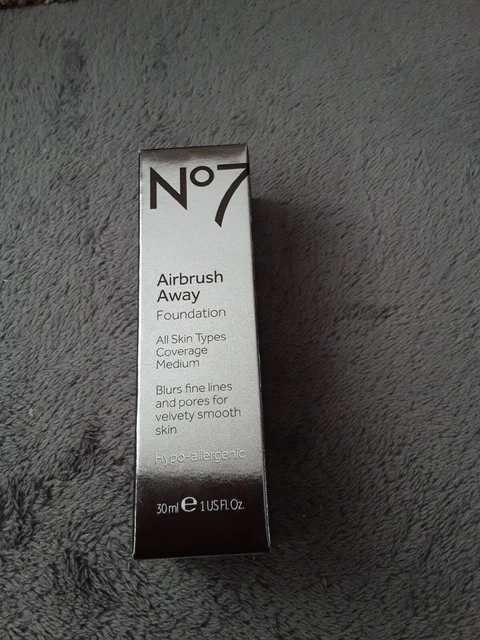 No7
Airbrush
Away
Foundation
All Skin Types
Coverage
Medium
Blurs fine lines
and pores for
velvety smooth
skin
Hypo-allergenic
30ml e 1 US Fl. Oz.